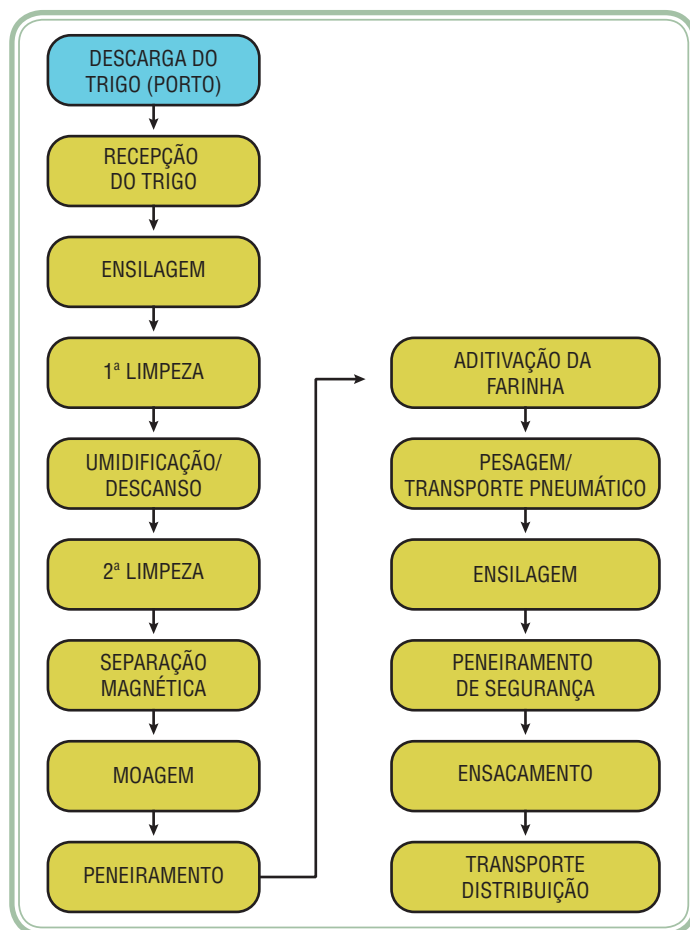 DESCARGA DO
TRIGO (PORTO)
RECEPÇÃO
DO TRIGO
ENSILAGEM
1ª LIMPEZA
UMIDIFICAÇÃO/
DESCANSO
2ª LIMPEZA
SEPARAÇÃO
MAGNÉTICA
MOAGEM
PENEIRAMENTO
ADITIVAÇÃO DA
FARINHA
PESAGEM/
TRANSPORTE PNEUMÁTICO
ENSILAGEM
PENEIRAMENTO
DE SEGURANÇA
ENSACAMENTO
TRANSPORTE
DISTRIBUIÇÃO